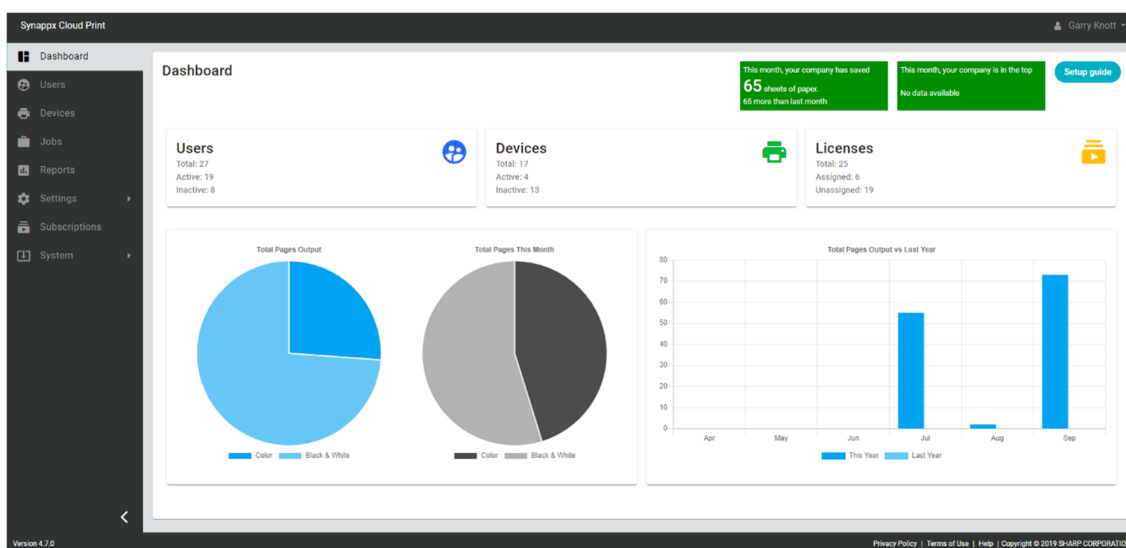 Synappx Cloud Print
Garry Knott
Dashboard
Users
Devices
Jobs
Reports
Settings
Subscriptions
System
Version 4.7.0
Dashboard
This month, your company has saved
65 sheets of paper.
65 more than last month
This month, your company is in the top
No data available
Setup guide
Users
Total: 27
Active: 19
Inactive: 8
Devices
Total: 17
Active: 4
Inactive: 13
Licenses
Total: 25
Assigned: 6
Unassigned: 19
Total Pages Output
Color Black & White
Total Pages This Month
Color Black & White
Total Pages Output vs Last Year
80
70
60
50
40
30
20
10
0
Apr May Jun Jul Aug Sep
This Year Last Year
Privacy Policy | Terms of Use | Help | Copyright © 2019 SHARP CORPORATIO